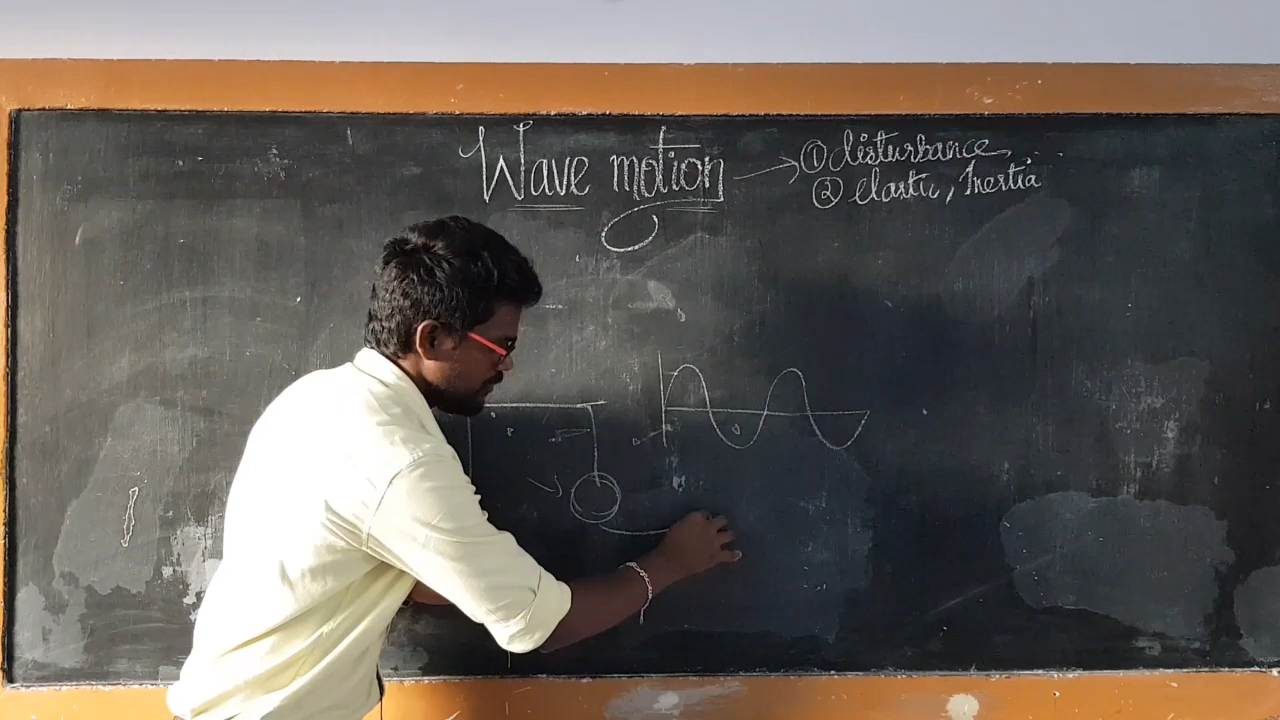 Wave motion
① disturbance
② elastic, Inertia